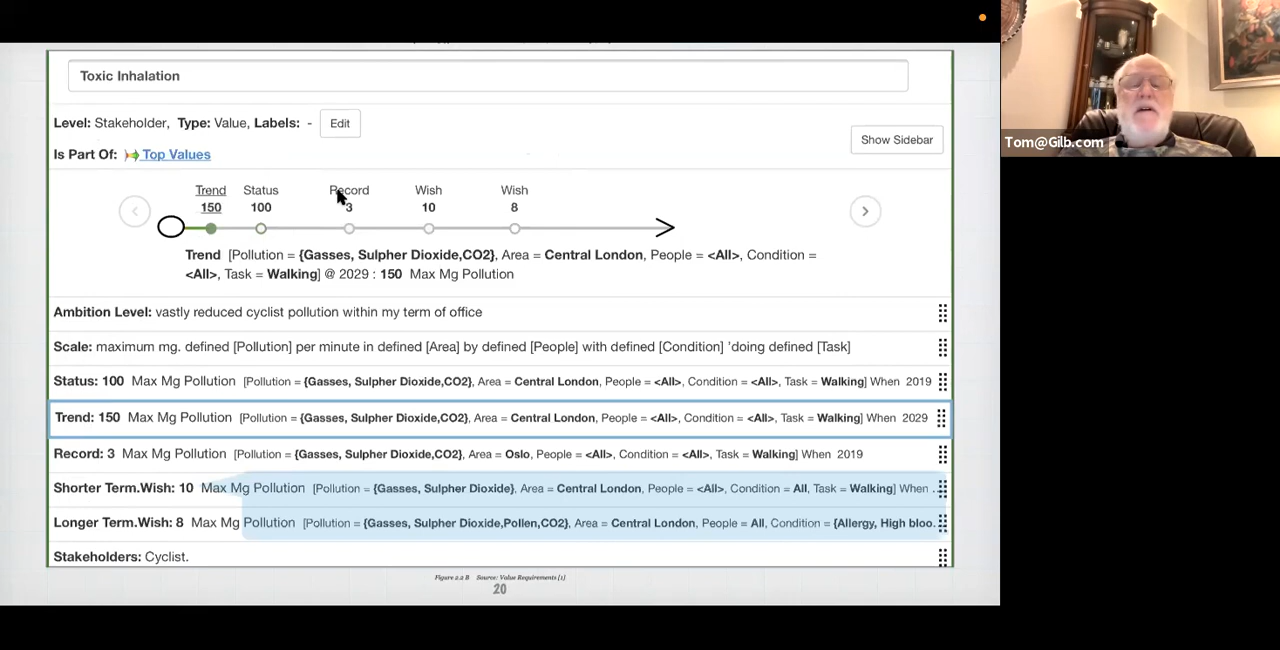 Toxic Inhalation
Level: Stakeholder, Type: Value, Labels: - Edit
Show Sidebar
Is Part Of: Top Values
Trend Status Record Wish Wish
150 100 3 10 8
Trend [Pollution = {Gasses, Sulpher Dioxide,CO2}, Area = Central London, People = <All>, Condition =
<All>, Task = Walking] @ 2029 : 150 Max Mg Pollution
Ambition Level: vastly reduced cyclist pollution within my term of office
Scale: maximum mg. defined [Pollution] per minute in defined [Area] by defined [People] with defined [Condition] 'doing defined [Task]
Status: 100 Max Mg Pollution [Pollution = {Gasses, Sulpher Dioxide,CO2}, Area = Central London, People = <All>, Condition = <All>, Task = Walking] When 2019
Trend: 150 Max Mg Pollution [Pollution = {Gasses, Sulpher Dioxide,CO2}, Area = Central London, People = <All>, Condition = <All>, Task = Walking] When 2029
Record: 3 Max Mg Pollution [Pollution = {Gasses, Sulpher Dioxide,CO2}, Area = Oslo, People = <All>, Condition = <All>, Task = Walking] When 2019
Shorter Term.Wish: 10 Max Mg Pollution [Pollution = {Gasses, Sulpher Dioxide}, Area = Central London, People = <All>, Condition = All, Task = Walking] When ..
Longer Term.Wish: 8 Max Mg Pollution [Pollution = {Gasses, Sulpher Dioxide,Pollen,CO2}, Area = Central London, People = All, Condition = {Allergy, High bloo..
Stakeholders: Cyclist.
Figure 2.2 B Source: Value Requirements [1]
20
Tom@Gilb.com